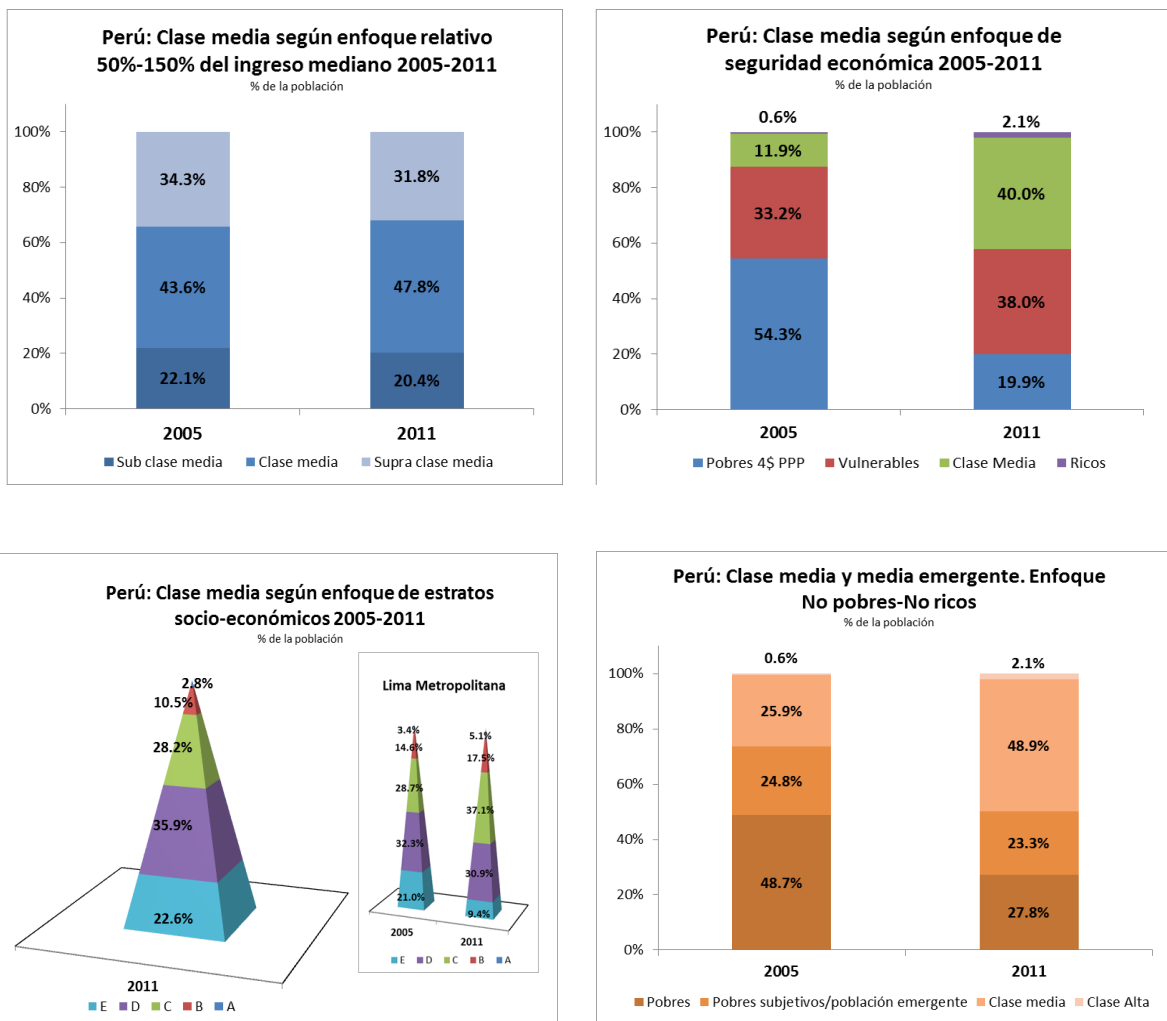 Perú: Clase media según enfoque relativo
50%-150% del ingreso mediano 2005-2011
% de la población
100%
80%
60%
40%
20%
0%
34.3%
43.6%
22.1%
31.8%
47.8%
20.4%
2005
2011
Sub clase media
Clase media
Supra clase media
Perú: Clase media según enfoque de
seguridad económica 2005-2011
% de la población
100%
80%
60%
40%
20%
0%
0.6%
11.9%
33.2%
54.3%
2.1%
40.0%
38.0%
19.9%
2005
2011
Pobres 4$ PPP
Vulnerables
Clase Media
Ricos
Perú: Clase media según enfoque de estratos
socio-económicos 2005-2011
% de la población
2.8%
10.5%
28.2%
35.9%
22.6%
2011
E
D
C
B
A
Lima Metropolitana
3.4%
14.6%
28.7%
32.3%
21.0%
5.1%
17.5%
37.1%
30.9%
9.4%
2005
2011
E
D
C
B
A
Perú: Clase media y media emergente. Enfoque
No pobres-No ricos
% de la población
100%
80%
60%
40%
20%
0%
0.6%
25.9%
24.8%
48.7%
2.1%
48.9%
23.3%
27.8%
2005
2011
Pobres
Pobres subjetivos/población emergente
Clase media
Clase Alta